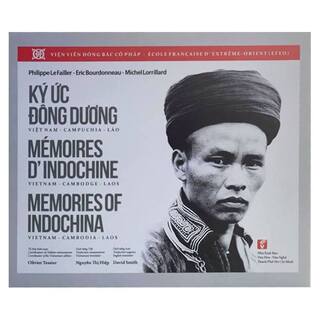 VIỆN VIỄN ĐÔNG BÁC CỔ PHÁP - ÉCOLE FRANÇAISE D'EXTRÊME-ORIENT (EFEO)
Philippe Le Failler - Eric Bourdonneau - Michel Lorrillard
KÝ ỨC
ĐÔNG DƯƠNG
VIỆT NAM - CAMPUCHIA - LÀO
MÉMOIRES
D'INDOCHINE
VIETNAM - CAMBODGE - LAOS
MEMORIES OF
INDOCHINA
VIETNAM - CAMBODIA - LAOS
Olivier Tessier
Nguyễn Thị Hiệp
David Smith